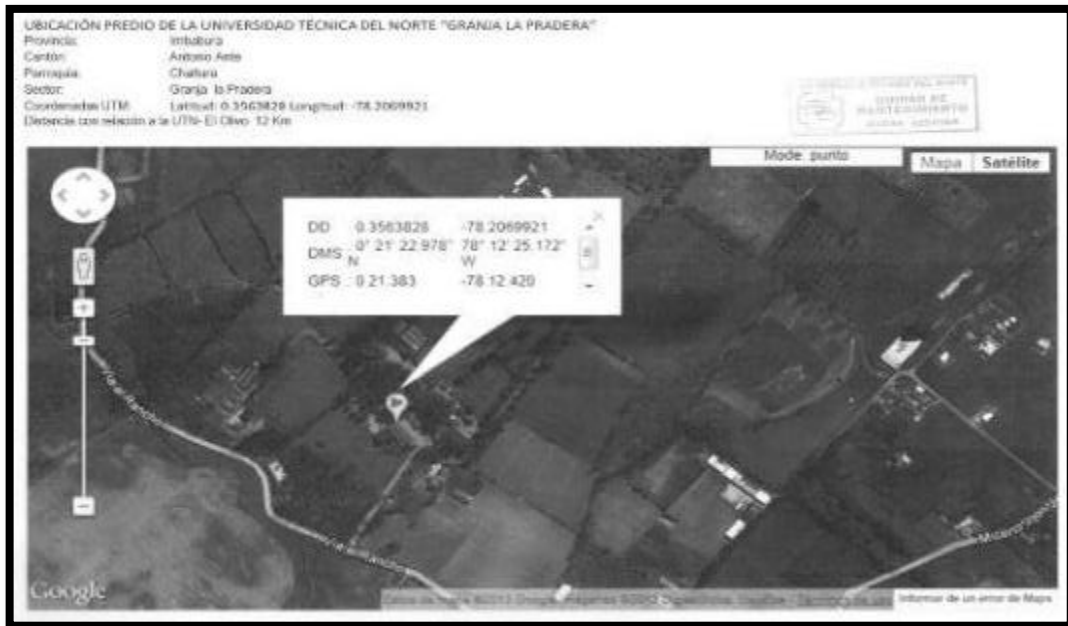 UBICACIÓN PREDIO DE LA UNIVERSIDAD TÉCNICA DEL NORTE "GRANJA LA PRADERA"
Provincia: Imbabura
Cantón: Antonio Ante
Parroquia: Chaltura
Sector: Granja la Pradera
Coordenadas UTM: Latitud: 0.3563828 Longitud: -78.2069921
Distancia con relación a la UTN- El Olivo 12 Km
UNIDAD DE
MANTENIMIENTO
Mode: punto
Mapa Satélite
DD 0.3563828 -78.2069921
DMS 0° 21' 22.978" N 78° 12' 25.172" W
GPS 0 21.383 -78 12.420
Google
Informar de un error de Maps